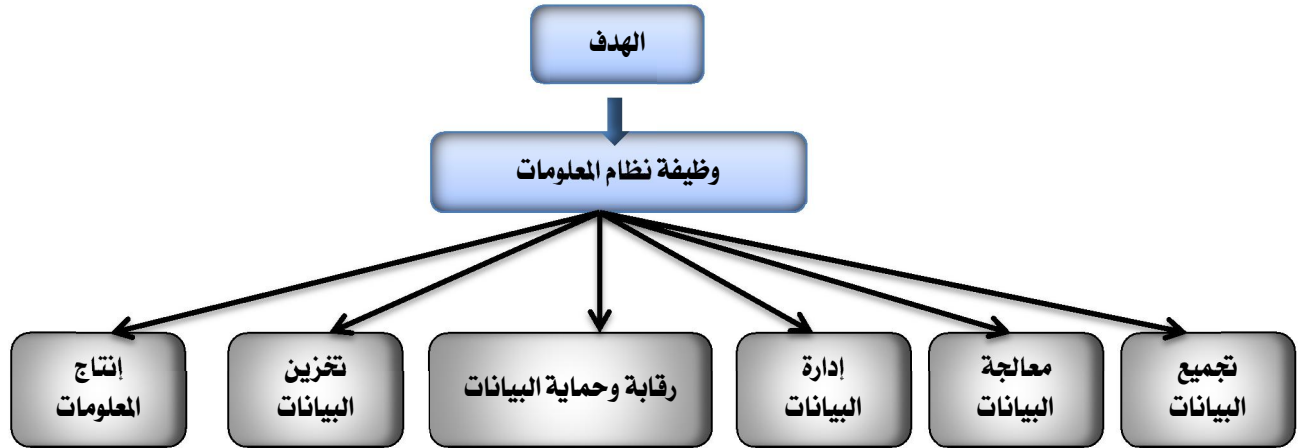 الهدف
وظيفة نظام المعلومات
تجميع
البيانات
معالجة
البيانات
إدارة
البيانات
رقابة وحماية البيانات
تخزين
البيانات
إنتاج
المعلومات